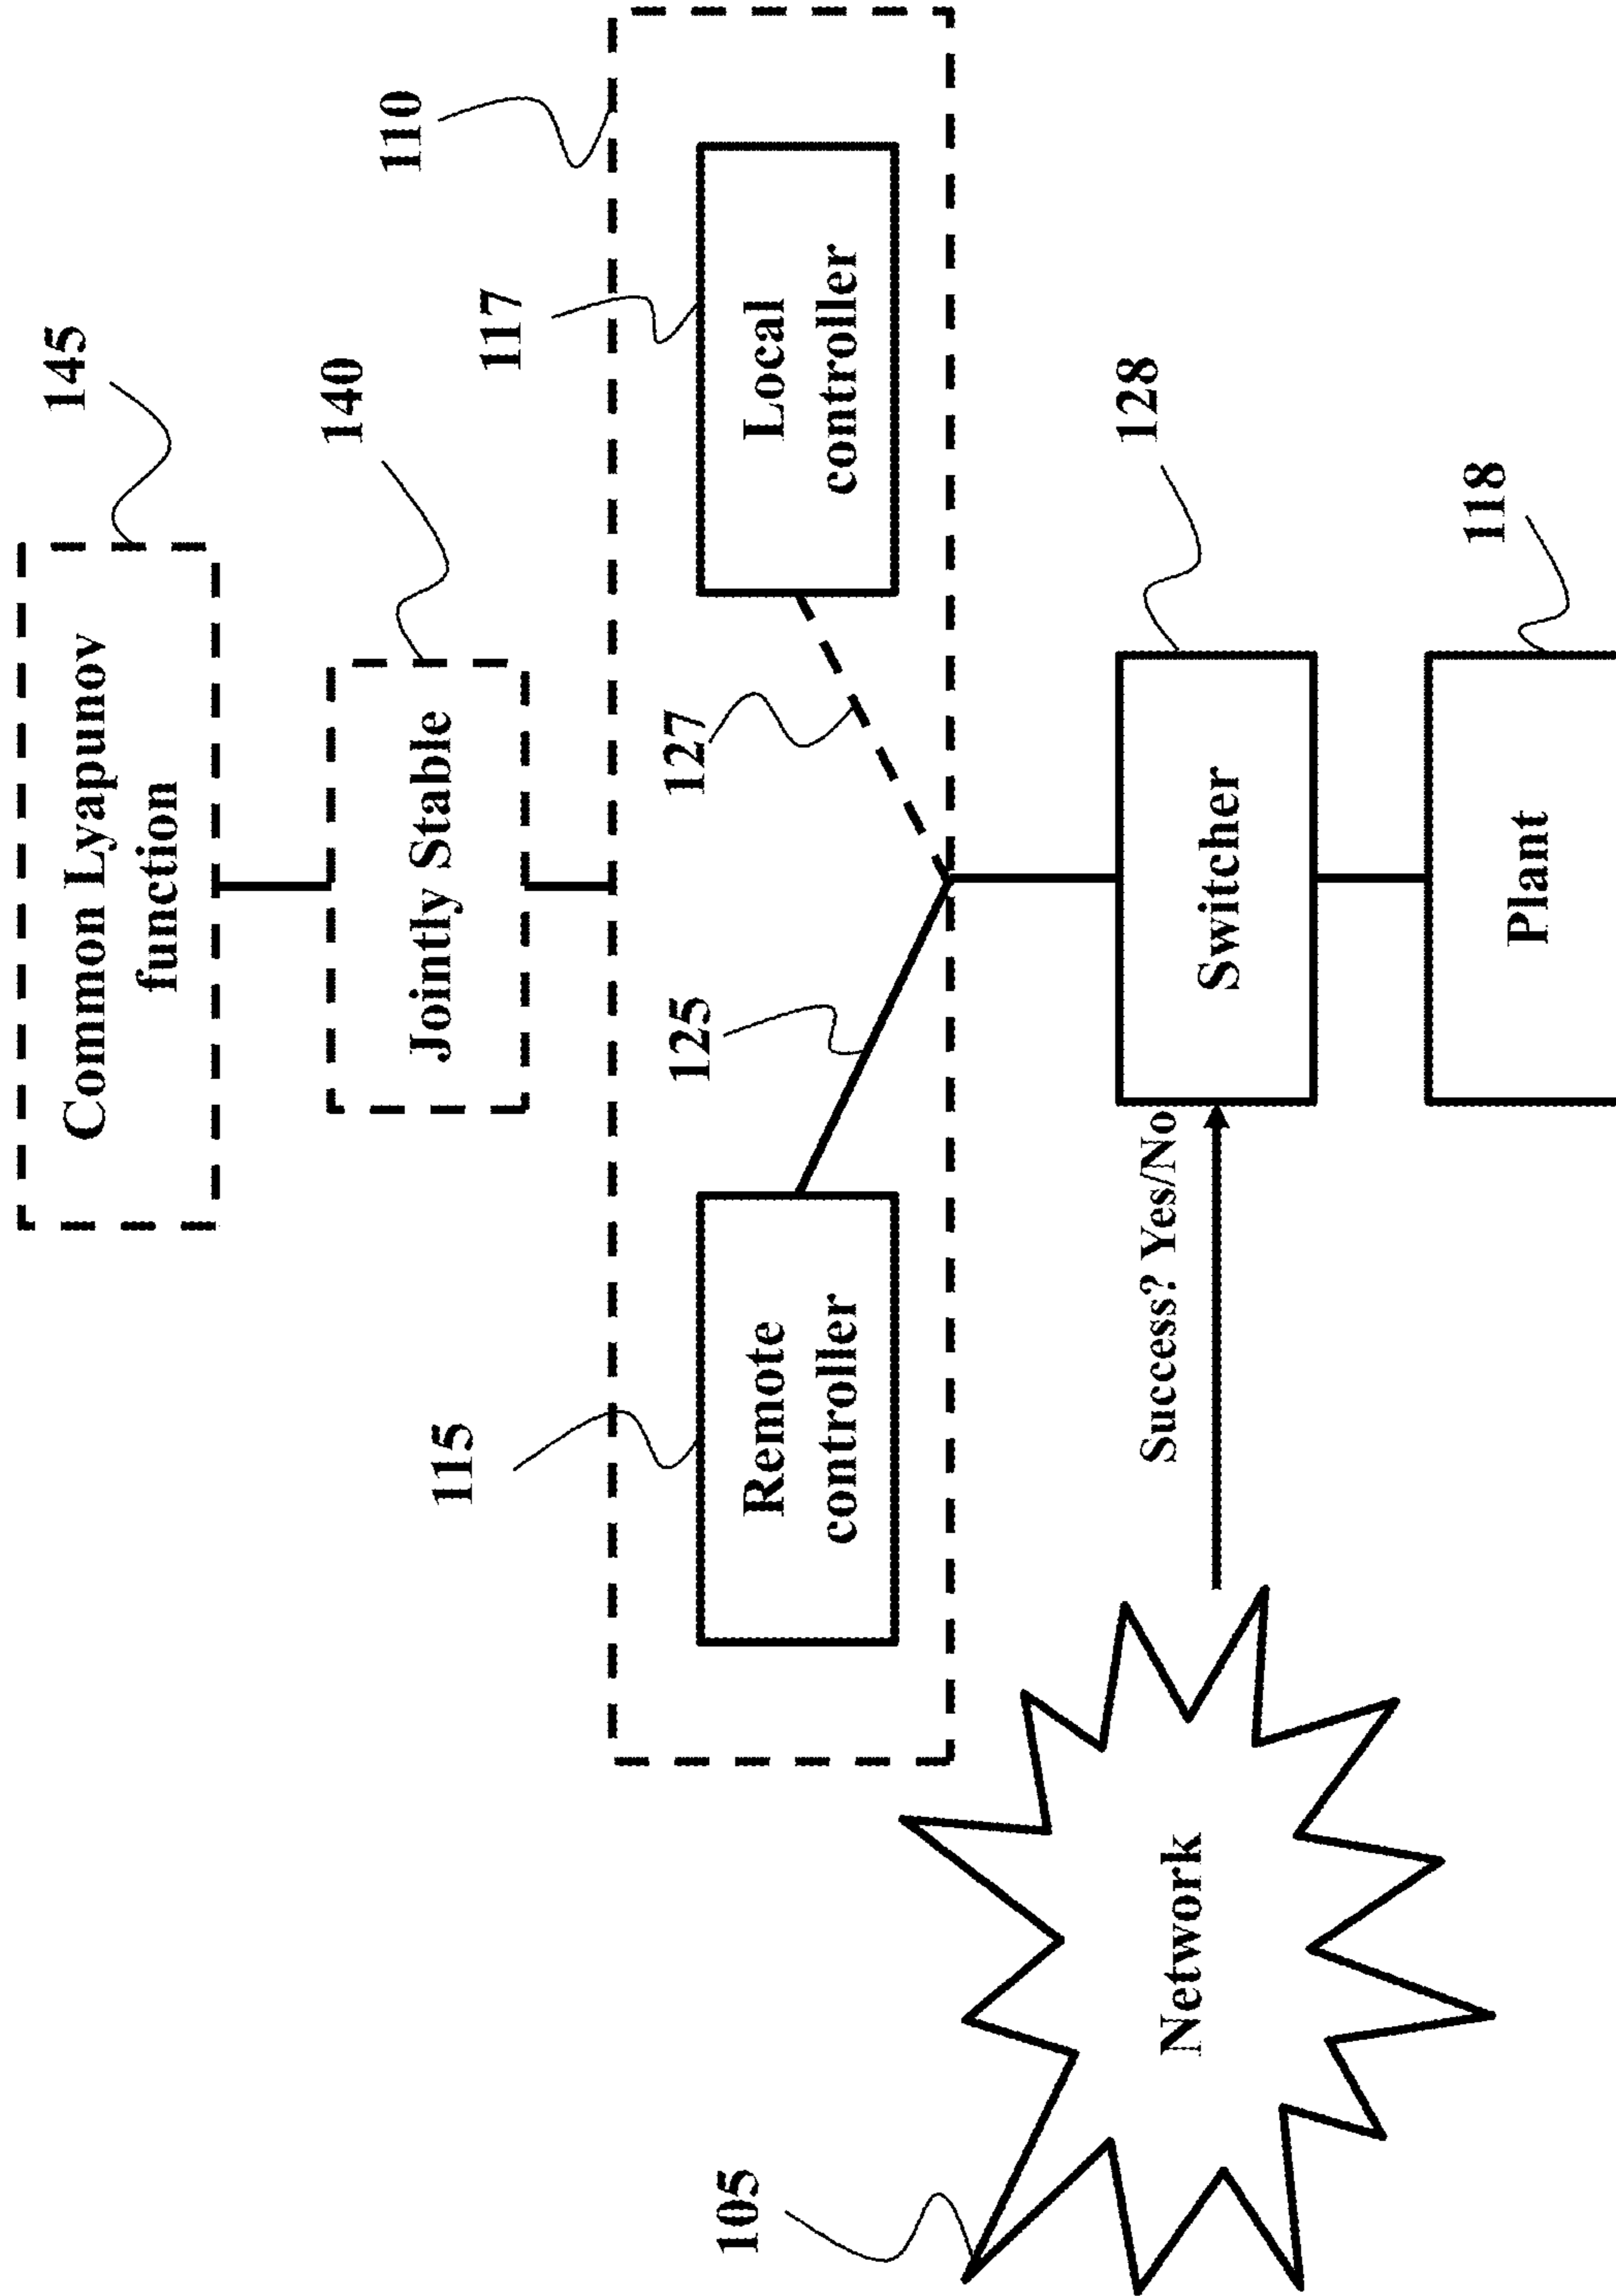 145
Common Lyapunov
function
140
Jointly Stable
110
115
117
Remote
controller
Local
controller
125
127
128
Success? Yes/No
Switcher
105
Network
118
Plant